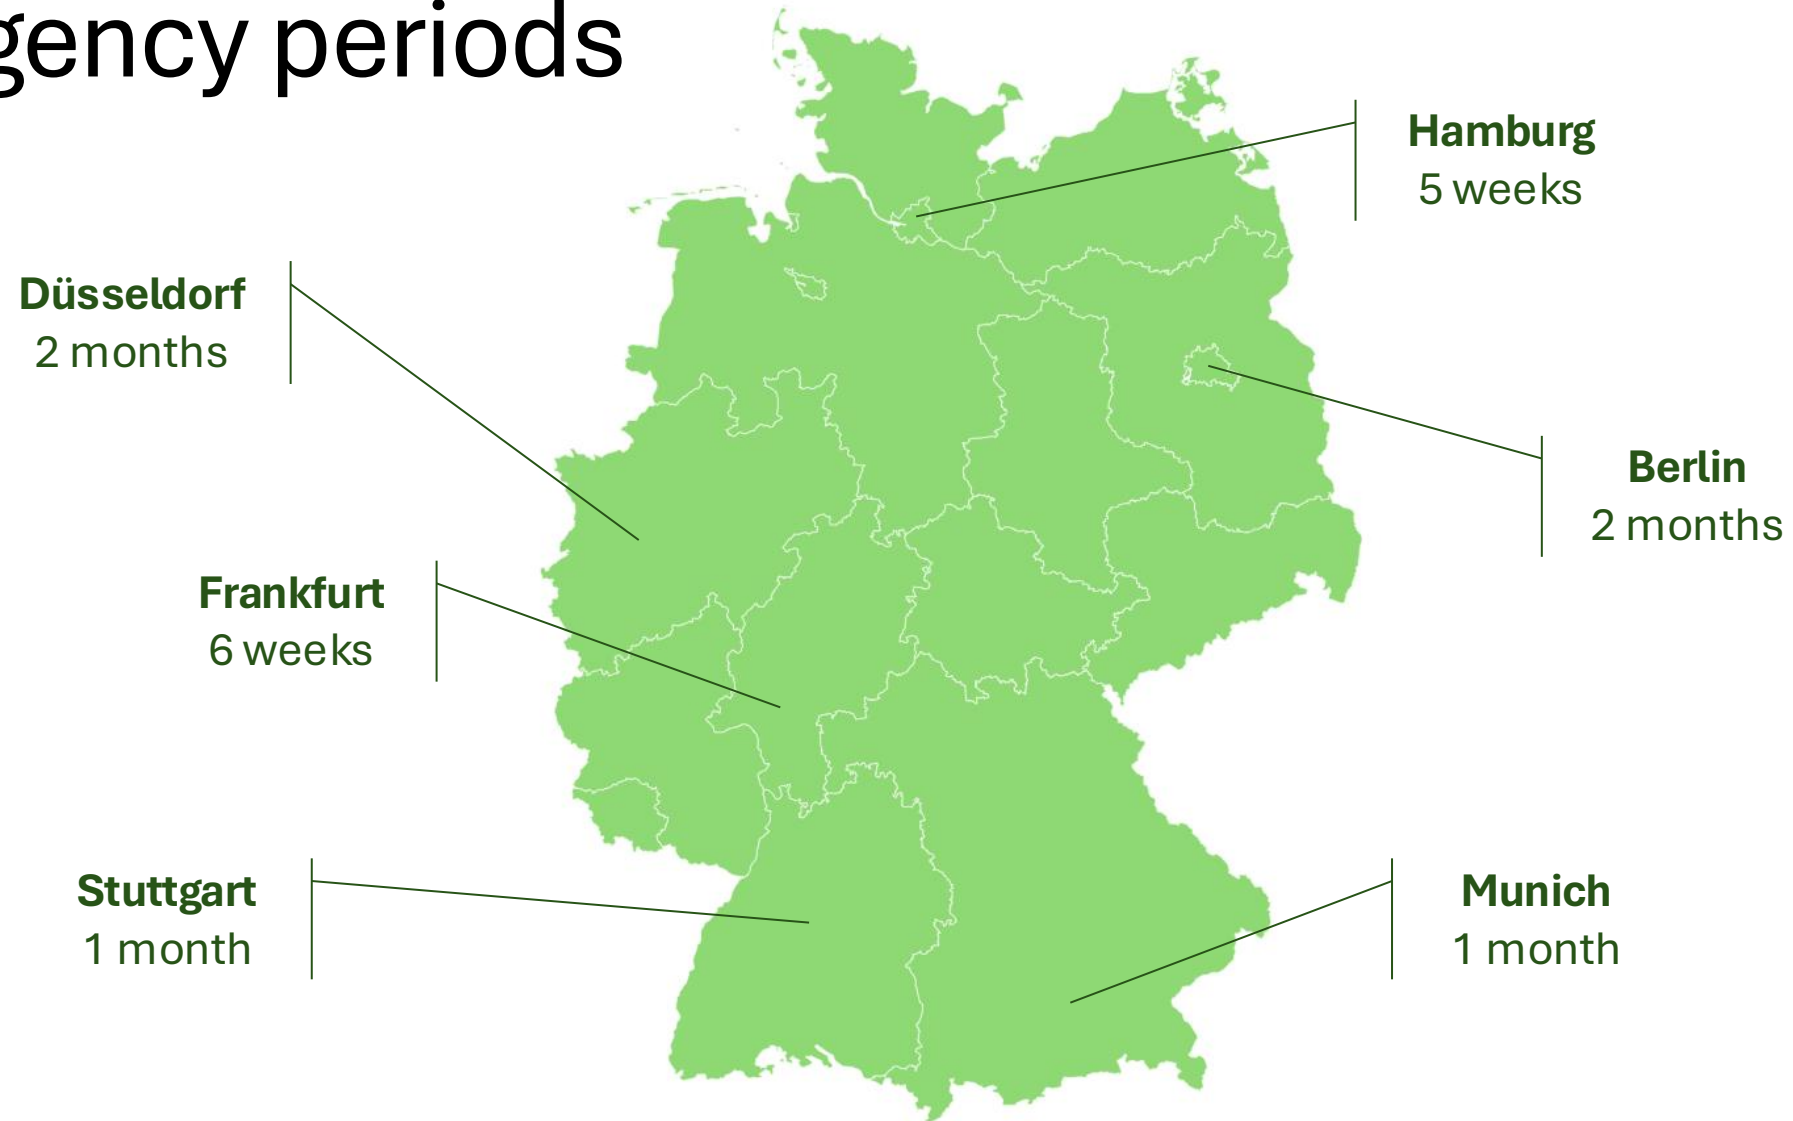 gency periods
Hamburg
5 weeks
Düsseldorf
2 months
Berlin
2 months
Frankfurt
6 weeks
Stuttgart
1 month
Munich
1 month